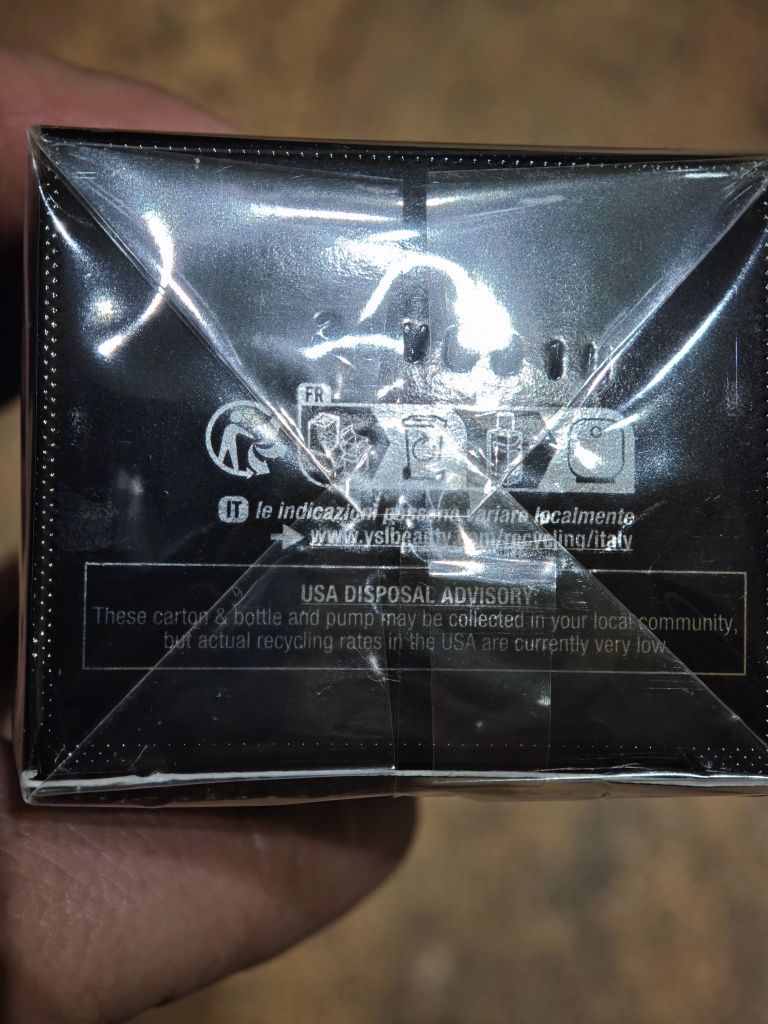 FR
IT le indicazioni possono variare localmente
www.yslbeauty.com/recycling/italy
USA DISPOSAL ADVISORY:
These carton & bottle and pump may be collected in your local community,
but actual recycling rates in the USA are currently very low